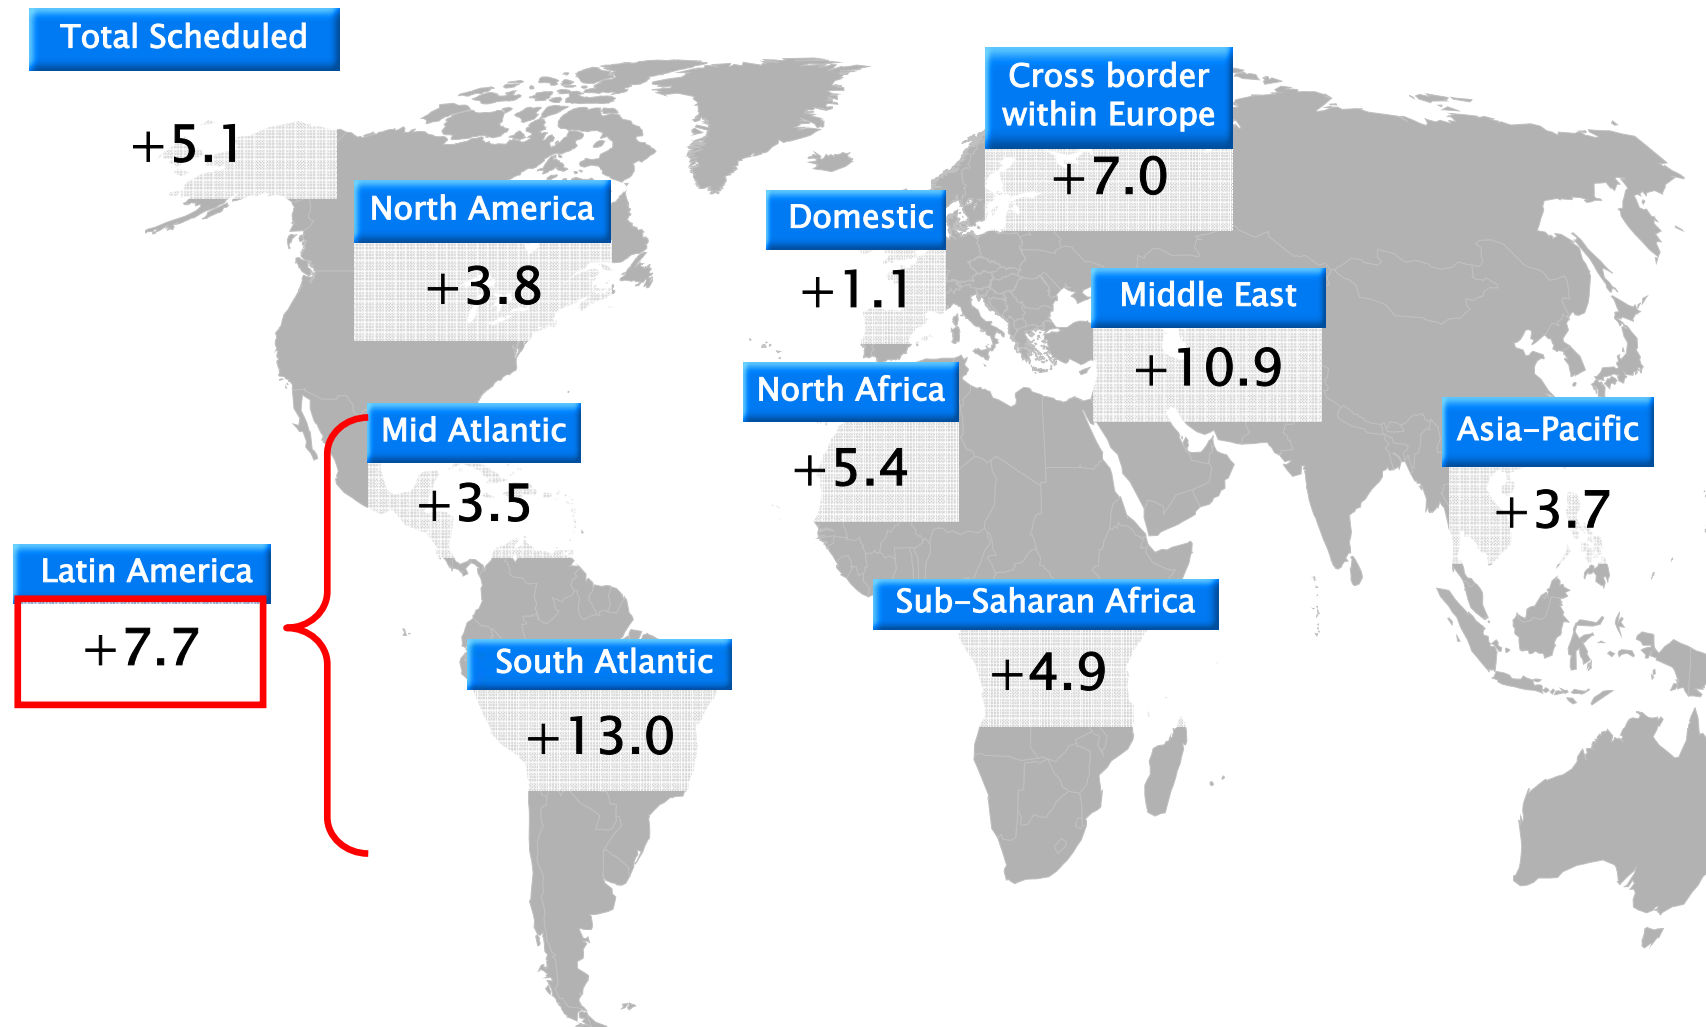 Total Scheduled
+5.1
Cross border
within Europe
+7.0
North America
+3.8
Domestic
+1.1
Middle East
+10.9
North Africa
+5.4
Mid Atlantic
+3.5
Asia-Pacific
+3.7
Latin America
+7.7
Sub-Saharan Africa
+4.9
South Atlantic
+13.0